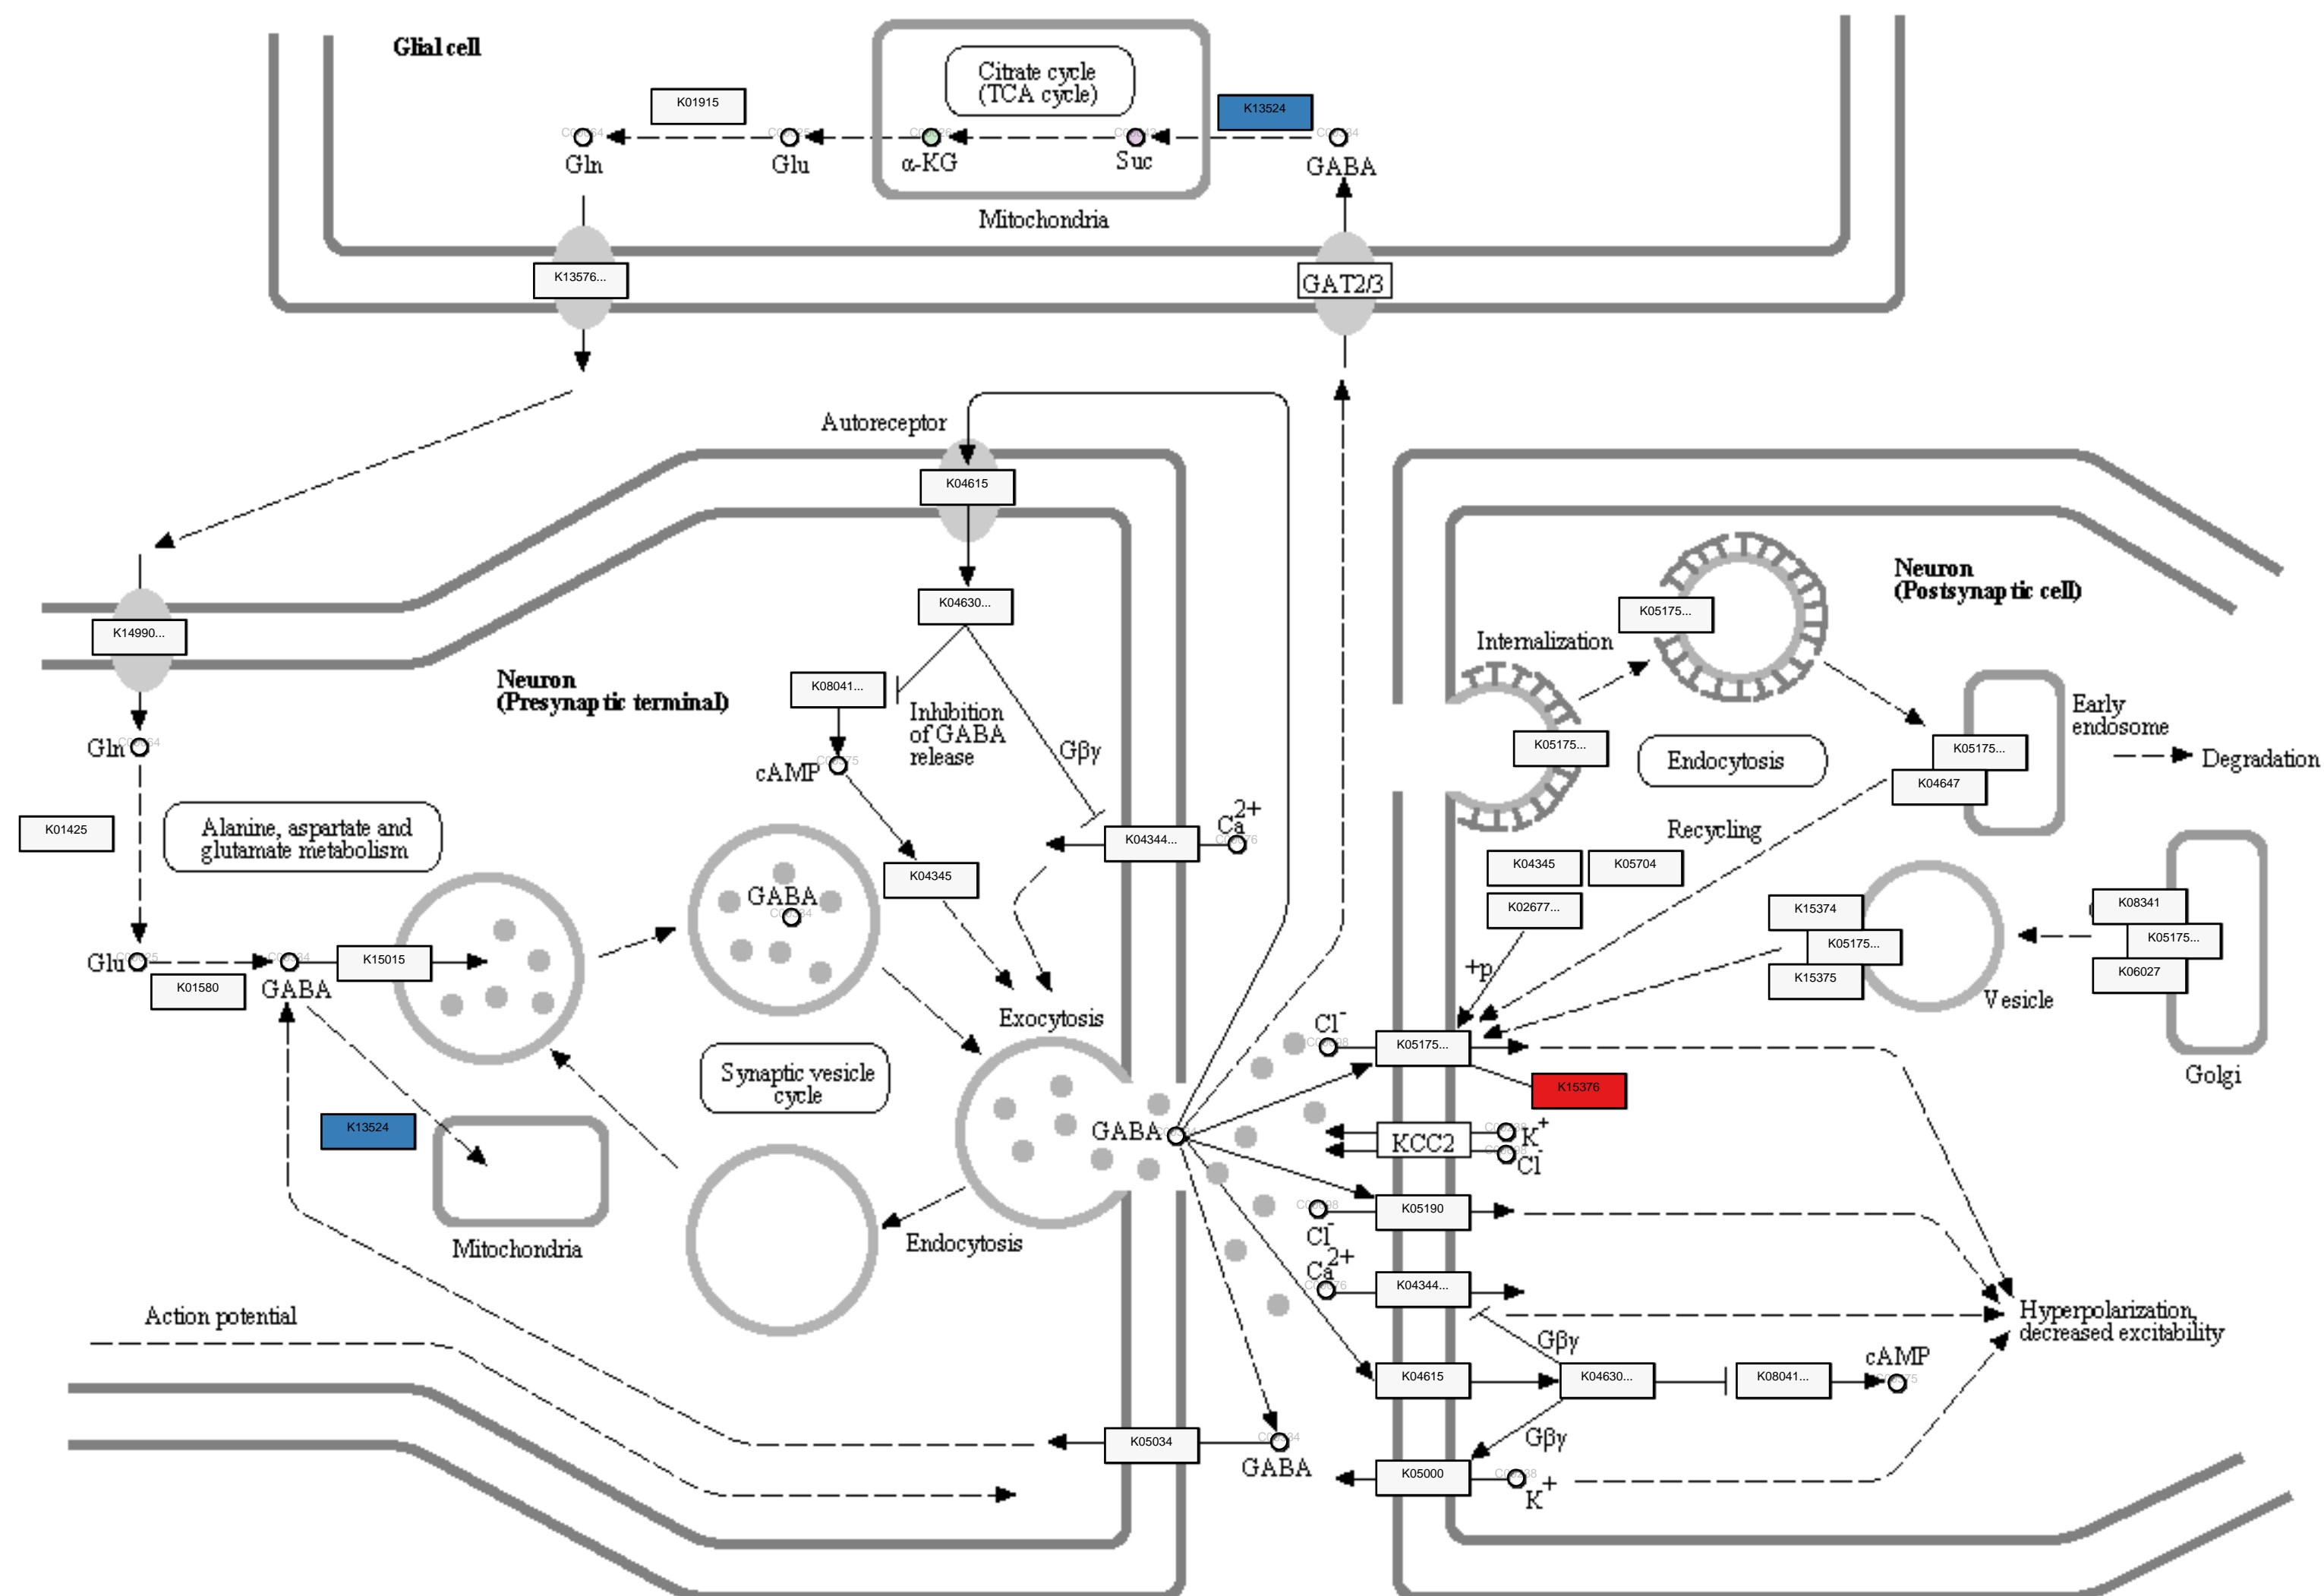 Glial cell
Citrate cycle
(TCA cycle)
K01915
K13524
Gln
Glu
α-KG
Suc
GABA
Mitochondria
K13576...
GAT2/3
Autoreceptor
K04615
K04630...
K14990...
Neuron
(Presynaptic terminal)
K08041...
Inhibition
of GABA
release
Gβγ
cAMP
Gln
K01425
Alanine, aspartate and
glutamate metabolism
Ca2+
K04344...
K04345
GABA
Glu
K01580
GABA
K15015
Exocytosis
Synaptic vesicle
cycle
K13524
Mitochondria
Endocytosis
GABA
Action potential
K05034
GABA
Neuron
(Postsynaptic cell)
K05175...
Internalization
K05175...
Endocytosis
K05175...
K04647
Early
endosome
Degradation
Recycling
K04345
K05704
K02677...
+p
K15374
K05175...
K15375
Vesicle
K08341
K05175...
K06027
Golgi
Cl-
K05175...
K15376
KCC2
K+
Cl-
K05190
Cl-
Ca2+
K04344...
Hyperpolarization,
decreased excitability
Gβγ
K04615
K04630...
K08041...
cAMP
Gβγ
K05000
K+